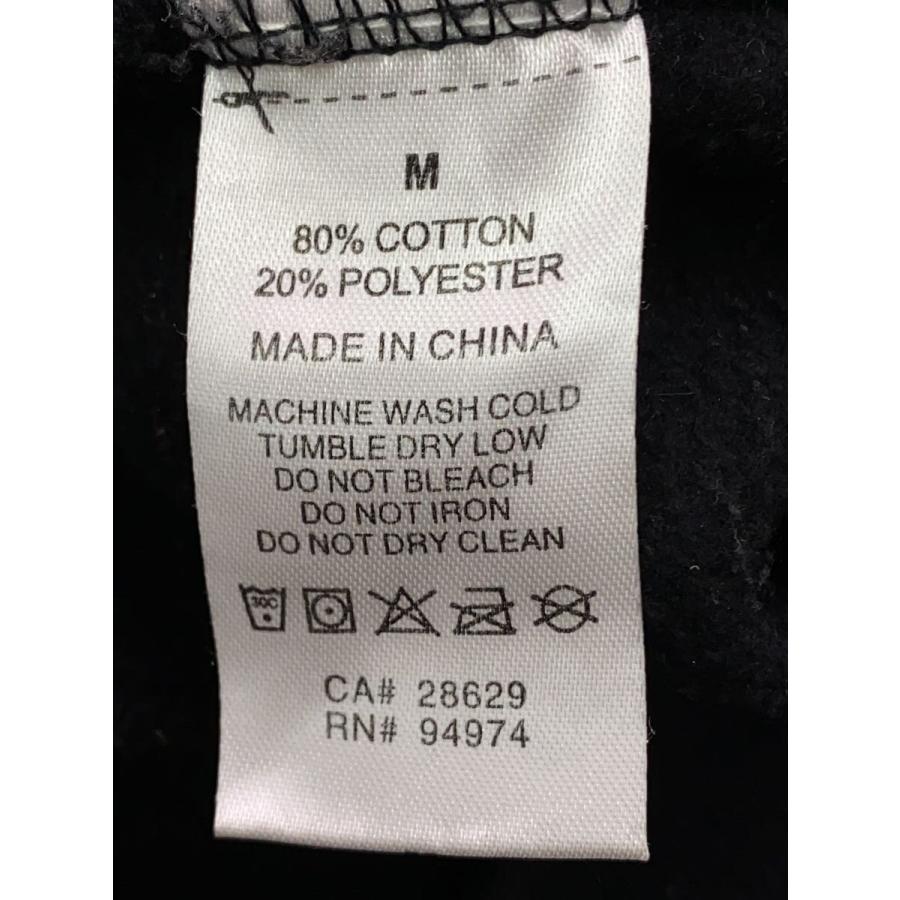 M
80% COTTON
20% POLYESTER
MADE IN CHINA
MACHINE WASH COLD
TUMBLE DRY LOW
DO NOT BLEACH
DO NOT IRON
DO NOT DRY CLEAN
30C
CA# 28629
RN# 94974